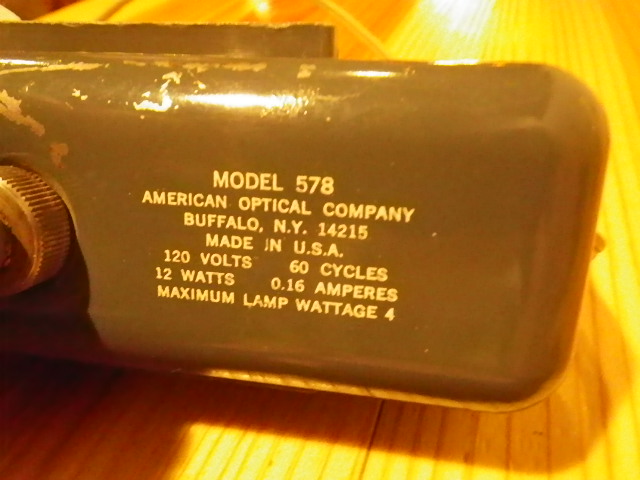 MODEL 578
AMERICAN OPTICAL COMPANY
BUFFALO, N.Y. 14215
MADE IN U.S.A.
120 VOLTS 60 CYCLES
12 WATTS 0.16 AMPERES
MAXIMUM LAMP WATTAGE 4